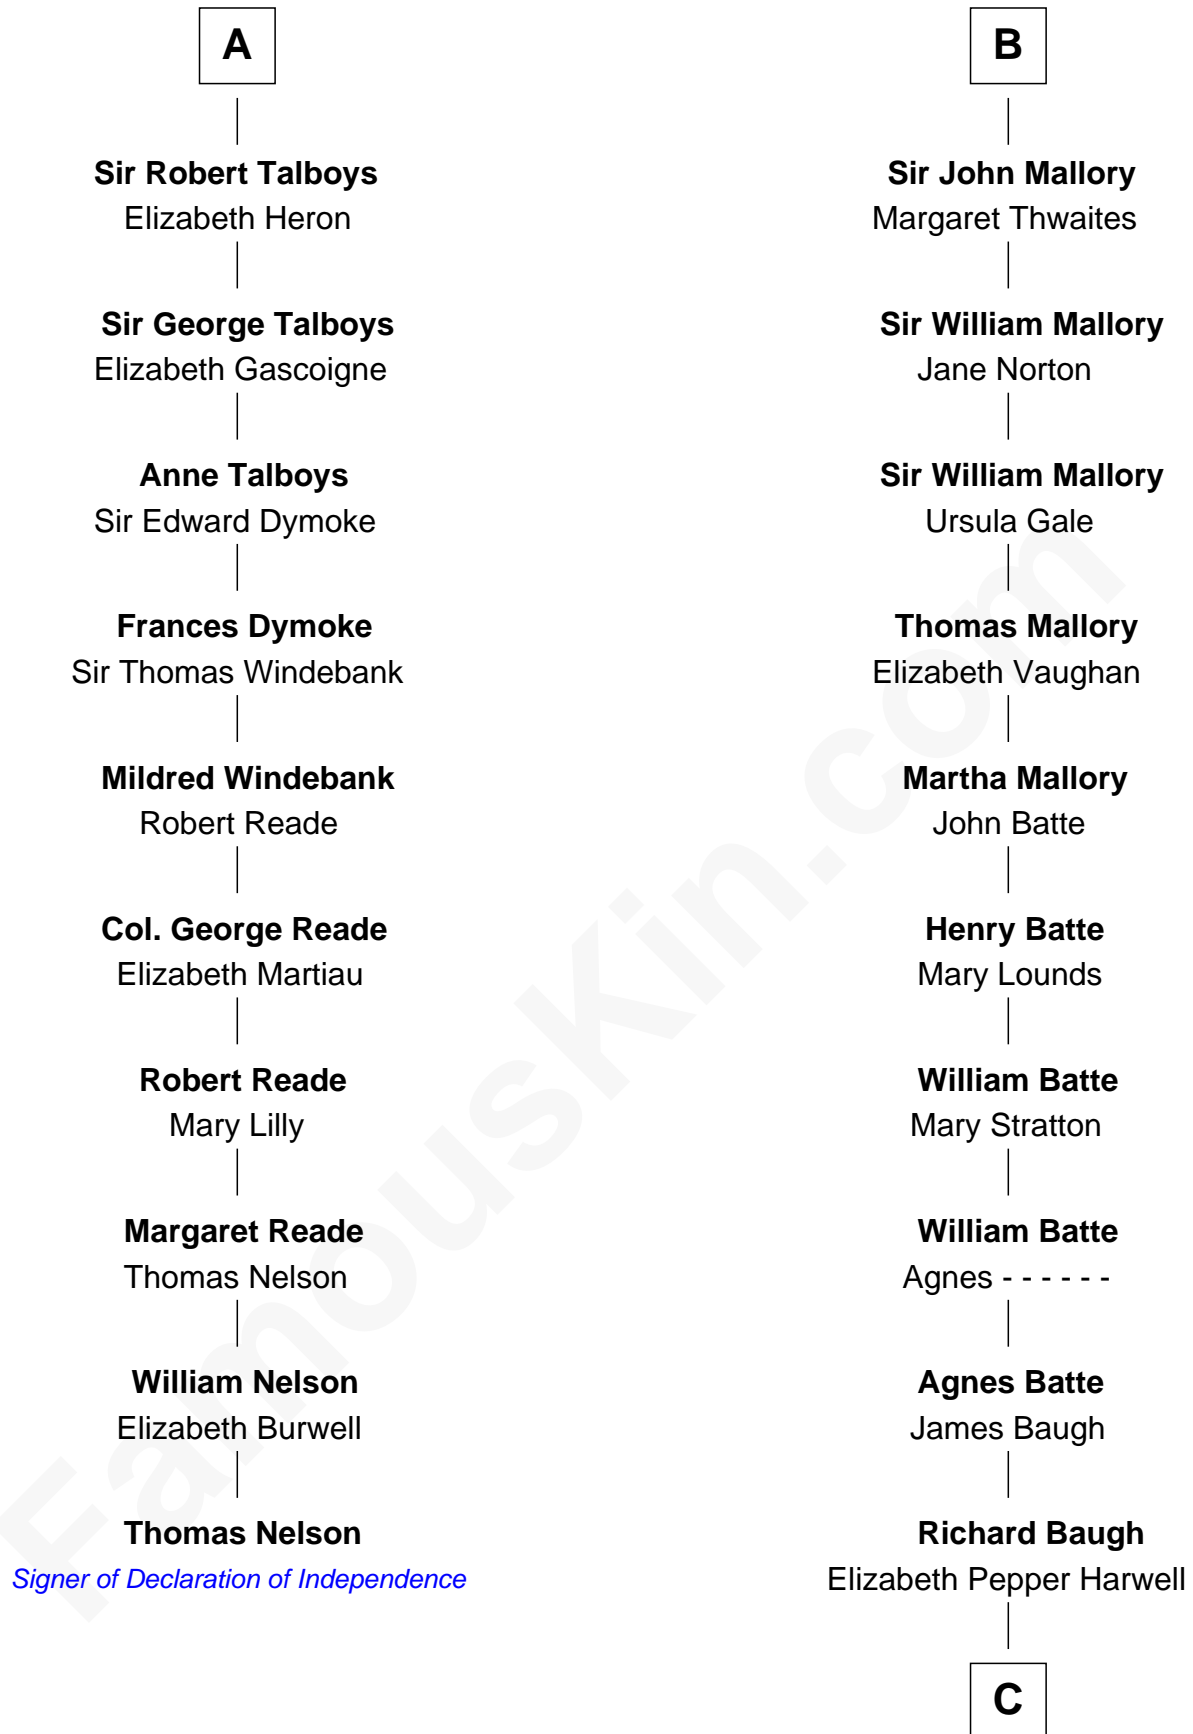 A
Sir Robert Talboys
Elizabeth Heron
Sir George Talboys
Elizabeth Gascoigne
Anne Talboys
Sir Edward Dymoke
Frances Dymoke
Sir Thomas Windebank
Mildred Windebank
Robert Reade
Col. George Reade
Elizabeth Martiau
Robert Reade
Mary Lilly
Margaret Reade
Thomas Nelson
William Nelson
Elizabeth Burwell
Thomas Nelson
Signer of Declaration of Independence
B
Sir John Mallory
Margaret Thwaites
Sir William Mallory
Jane Norton
Sir William Mallory
Ursula Gale
Thomas Mallory
Elizabeth Vaughan
Martha Mallory
John Batte
Henry Batte
Mary Lounds
William Batte
Mary Stratton
William Batte
Agnes - - - - - -
Agnes Batte
James Baugh
Richard Baugh
Elizabeth Pepper Harwell
C
FamousKin.com